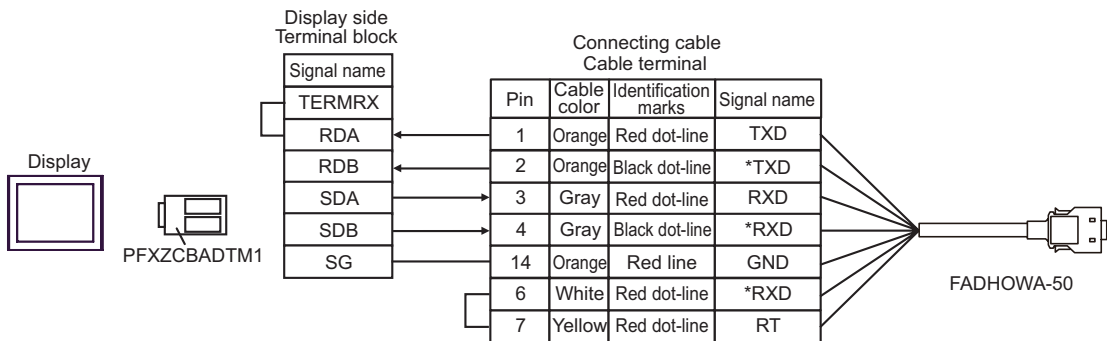 Display side
Terminal block
Connecting cable
Cable terminal
Signal name
TERMRX
RDA
RDB
SDA
SDB
SG
Pin Cable color Identification marks Signal name
1 Orange Red dot-line TXD
2 Orange Black dot-line *TXD
3 Gray Red dot-line RXD
4 Gray Black dot-line *RXD
14 Orange Red line GND
6 White Red dot-line *RXD
7 Yellow Red dot-line RT
Display
PFXZCBADTM1
FADHOWA-50